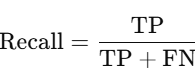 Recall = TP / (TP + FN)